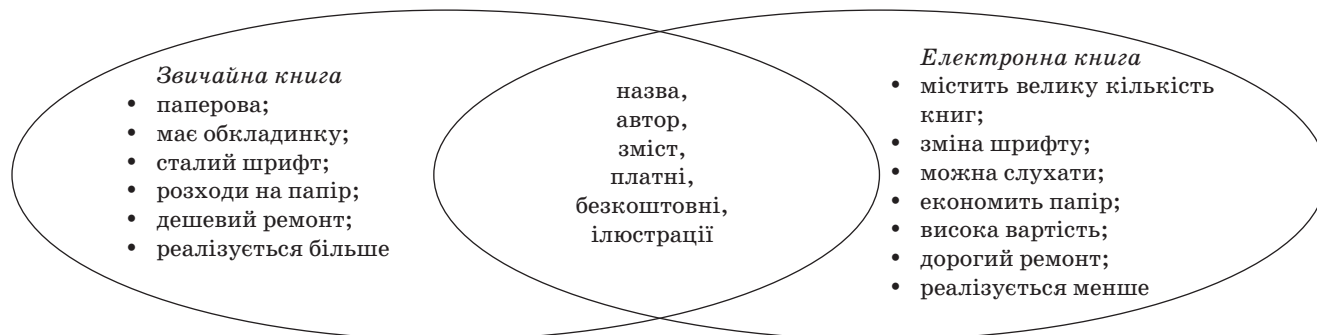 Звичайна книга
• паперова;
• має обкладинку;
• сталий шрифт;
• розходи на папір;
• дешевий ремонт;
• реалізується більше
назва,
автор,
зміст,
платні,
безкоштовні,
ілюстрації
Електронна книга
• містить велику кількість
книг;
• зміна шрифту;
• можна слухати;
• економить папір;
• висока вартість;
• дорогий ремонт;
• реалізується менше